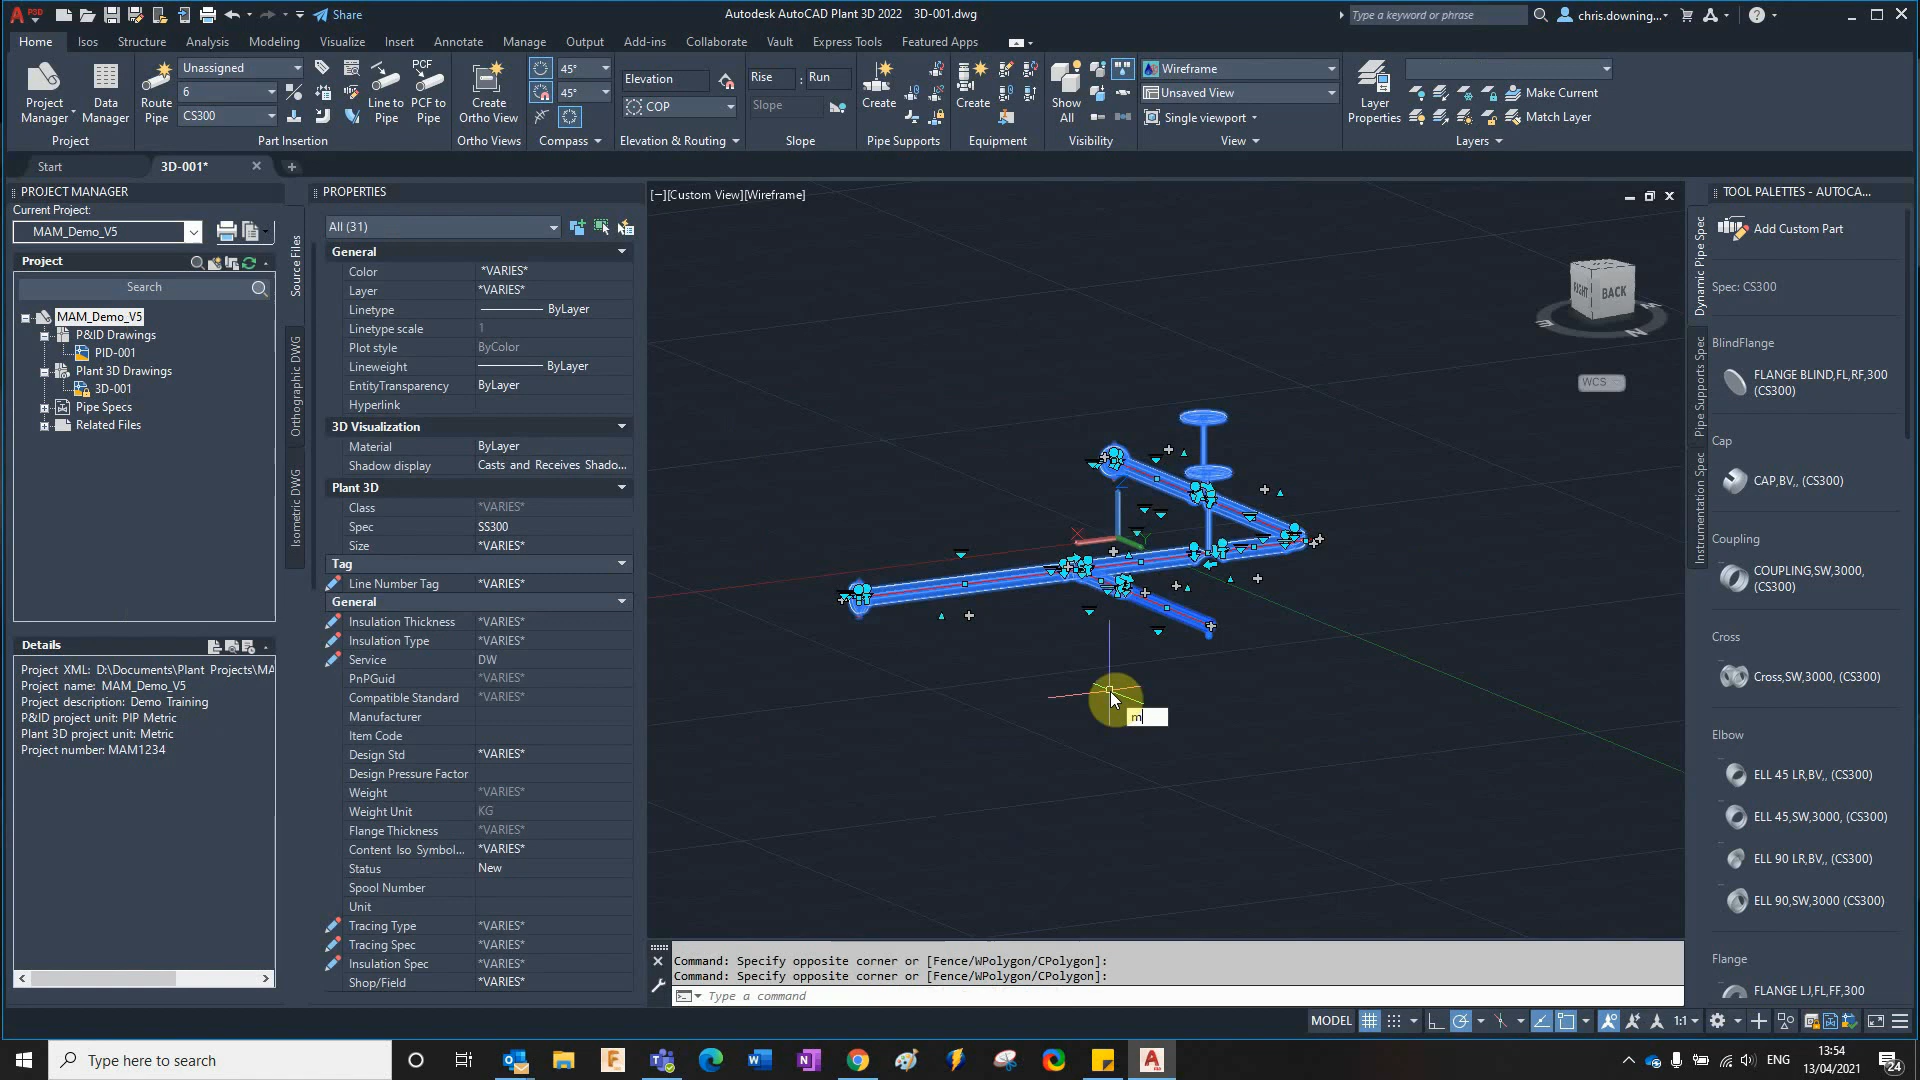 P3D
Share
Autodesk AutoCAD Plant 3D 2022 3D-001.dwg
Type a keyword or phrase
chris.downing...
Home
Isos
Structure
Analysis
Modeling
Visualize
Insert
Annotate
Manage
Output
Add-ins
Collaborate
Vault
Express Tools
Featured Apps
Project Manager
Data Manager
Project
Route Pipe
Unassigned
6
CS300
Line to Pipe
PCF
PCF to Pipe
Part Insertion
Create Ortho View
Ortho Views
45°
45°
Compass
Elevation
COP
Elevation & Routing
Rise
:
Run
Slope
Slope
Create
Pipe Supports
Create
Equipment
Show All
Visibility
Wireframe
Unsaved View
Single viewport
View
Layer Properties
Make Current
Match Layer
Layers
Start
3D-001*
PROJECT MANAGER
Current Project:
MAM_Demo_V5
Project
Search
MAM_Demo_V5
P&ID Drawings
PID-001
Plant 3D Drawings
3D-001
Pipe Specs
Related Files
Source Files
Orthographic DWG
Isometric DWG
Details
Project XML: D:\Documents\Plant Projects\MA
Project name: MAM_Demo_V5
Project description: Demo Training
P&ID project unit: PIP Metric
Plant 3D project unit: Metric
Project number: MAM1234
PROPERTIES
All (31)
General
Color *VARIES*
Layer *VARIES*
Linetype ByLayer
Linetype scale 1
Plot style ByColor
Lineweight ByLayer
EntityTransparency ByLayer
Hyperlink
3D Visualization
Material ByLayer
Shadow display Casts and Receives Shado...
Plant 3D
Class *VARIES*
Spec SS300
Size *VARIES*
Tag
Line Number Tag *VARIES*
General
Insulation Thickness *VARIES*
Insulation Type *VARIES*
Service DW
PnPGuid *VARIES*
Compatible Standard *VARIES*
Manufacturer
Item Code
Design Std *VARIES*
Design Pressure Factor
Weight *VARIES*
Weight Unit KG
Flange Thickness *VARIES*
Content Iso Symbol... *VARIES*
Status New
Spool Number
Unit
Tracing Type *VARIES*
Tracing Spec *VARIES*
Insulation Spec *VARIES*
Shop/Field *VARIES*
[−][Custom View][Wireframe]
RIGHT
BACK
N
WCS
X
Y
Z
m
Command: Specify opposite corner or [Fence/WPolygon/CPolygon]:
Command: Specify opposite corner or [Fence/WPolygon/CPolygon]:
Type a command
TOOL PALETTES - AUTOCA...
Dynamic Pipe Spec
Pipe Supports Spec
Instrumentation Spec
Add Custom Part
Spec: CS300
BlindFlange
FLANGE BLIND,FL,RF,300
(CS300)
Cap
CAP,BV,, (CS300)
Coupling
COUPLING,SW,3000,
(CS300)
Cross
Cross,SW,3000, (CS300)
Elbow
ELL 45 LR,BV,, (CS300)
ELL 45,SW,3000, (CS300)
ELL 90 LR,BV,, (CS300)
ELL 90,SW,3000 (CS300)
Flange
FLANGE LJ,FL,FF,300
MODEL
1:1
Type here to search
ENG
13:54
13/04/2021
24